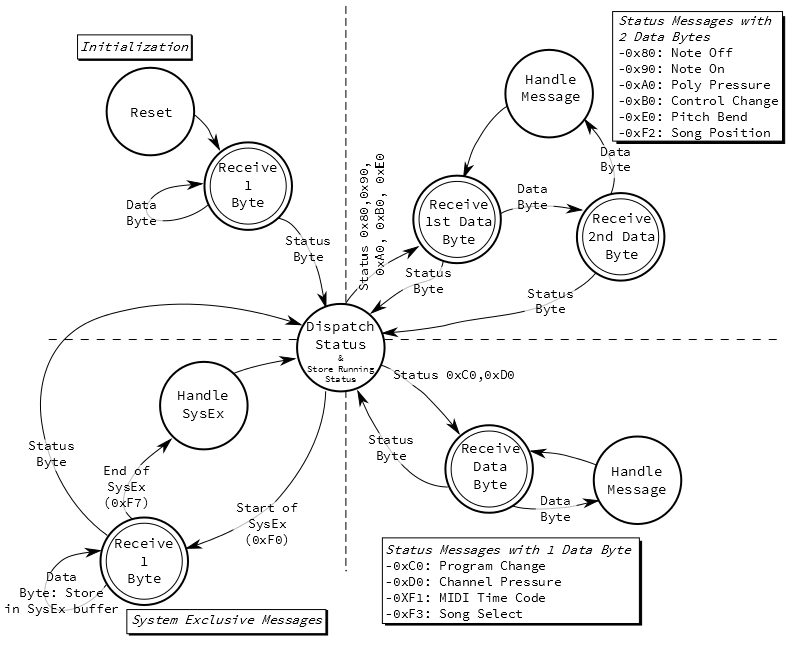 Initialization
Reset
Receive
1
Byte
Data
Byte
Status
Byte
Status 0x80,0x90,
0xA0, 0xB0, 0xE0
Handle
Message
Status Messages with
2 Data Bytes
-0x80: Note Off
-0x90: Note On
-0xA0: Poly Pressure
-0xB0: Control Change
-0xE0: Pitch Bend
-0xF2: Song Position
Data
Byte
Receive
1st Data
Byte
Data
Byte
Receive
2nd Data
Byte
Status
Byte
Status
Byte
Dispatch
Status
&
Store Running
Status
Handle
SysEx
Status 0xC0,0xD0
Status
Byte
Receive
Data
Byte
Data
Byte
Handle
Message
Status
Byte
End of
SysEx
(0xF7)
Start of
SysEx
(0xF0)
Receive
1
Byte
Data
Byte: Store
in SysEx buffer
System Exclusive Messages
Status Messages with 1 Data Byte
-0xC0: Program Change
-0xD0: Channel Pressure
-0XF1: MIDI Time Code
-0xF3: Song Select